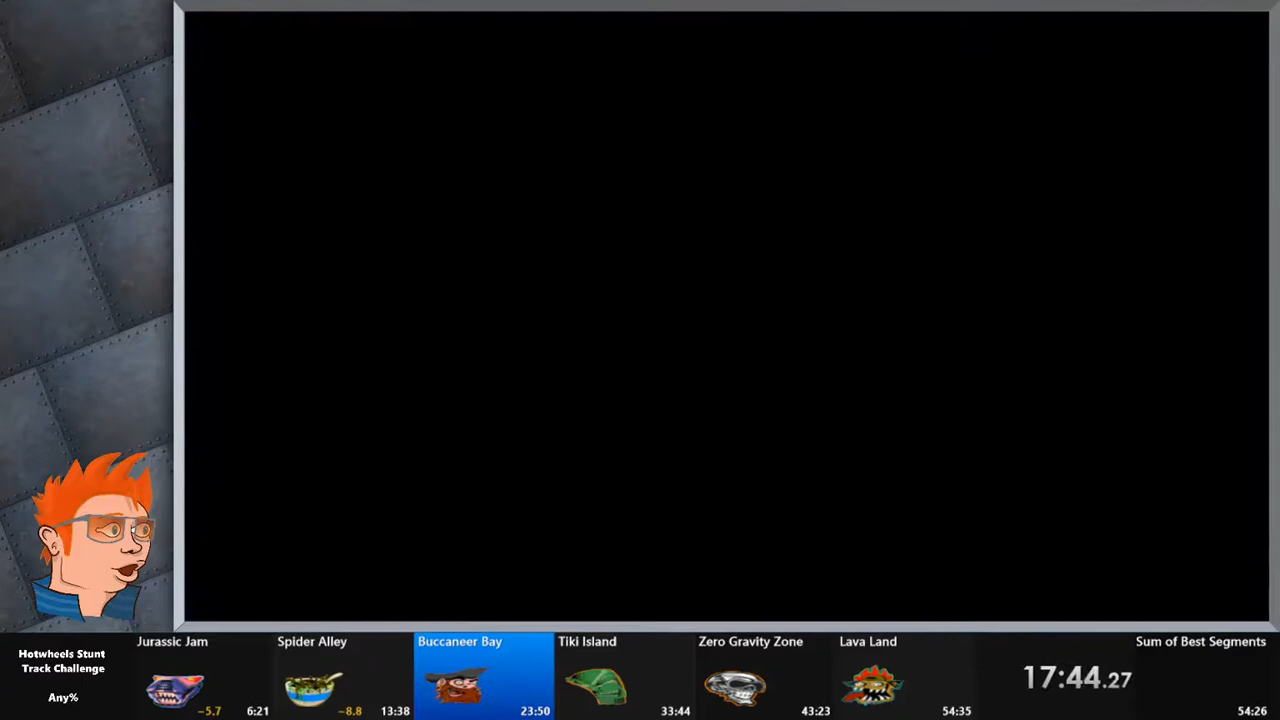 Jurassic Jam
Spider Alley
Buccaneer Bay
Tiki Island
Zero Gravity Zone
Lava Land
Sum of Best Segments
Hotwheels Stunt
Track Challenge
Any%
17:44.27
−5.7 6:21
−8.8 13:38
23:50
33:44
43:23
54:35
54:26